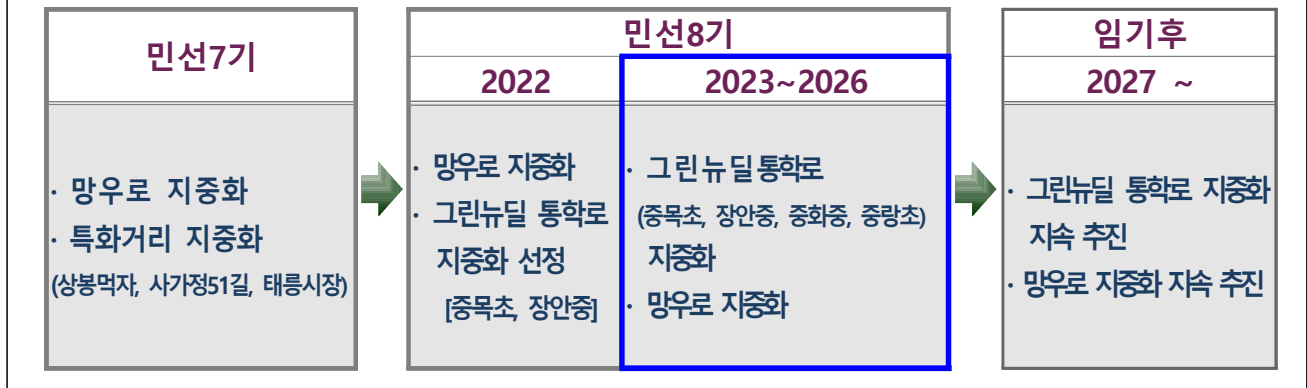 민선7기
· 망우로 지중화
· 특화거리 지중화
(상봉먹자, 사가정51길, 태릉시장)
민선8기
2022
· 망우로 지중화
· 그린뉴딜 통학로
지중화 선정
[중목초, 장안중]
2023~2026
· 그린뉴딜통학로
(중목초, 장안중, 중화중, 중랑초)
지중화
· 망우로 지중화
임기후
2027 ~
· 그린뉴딜 통학로 지중화
지속 추진
· 망우로 지중화 지속 추진